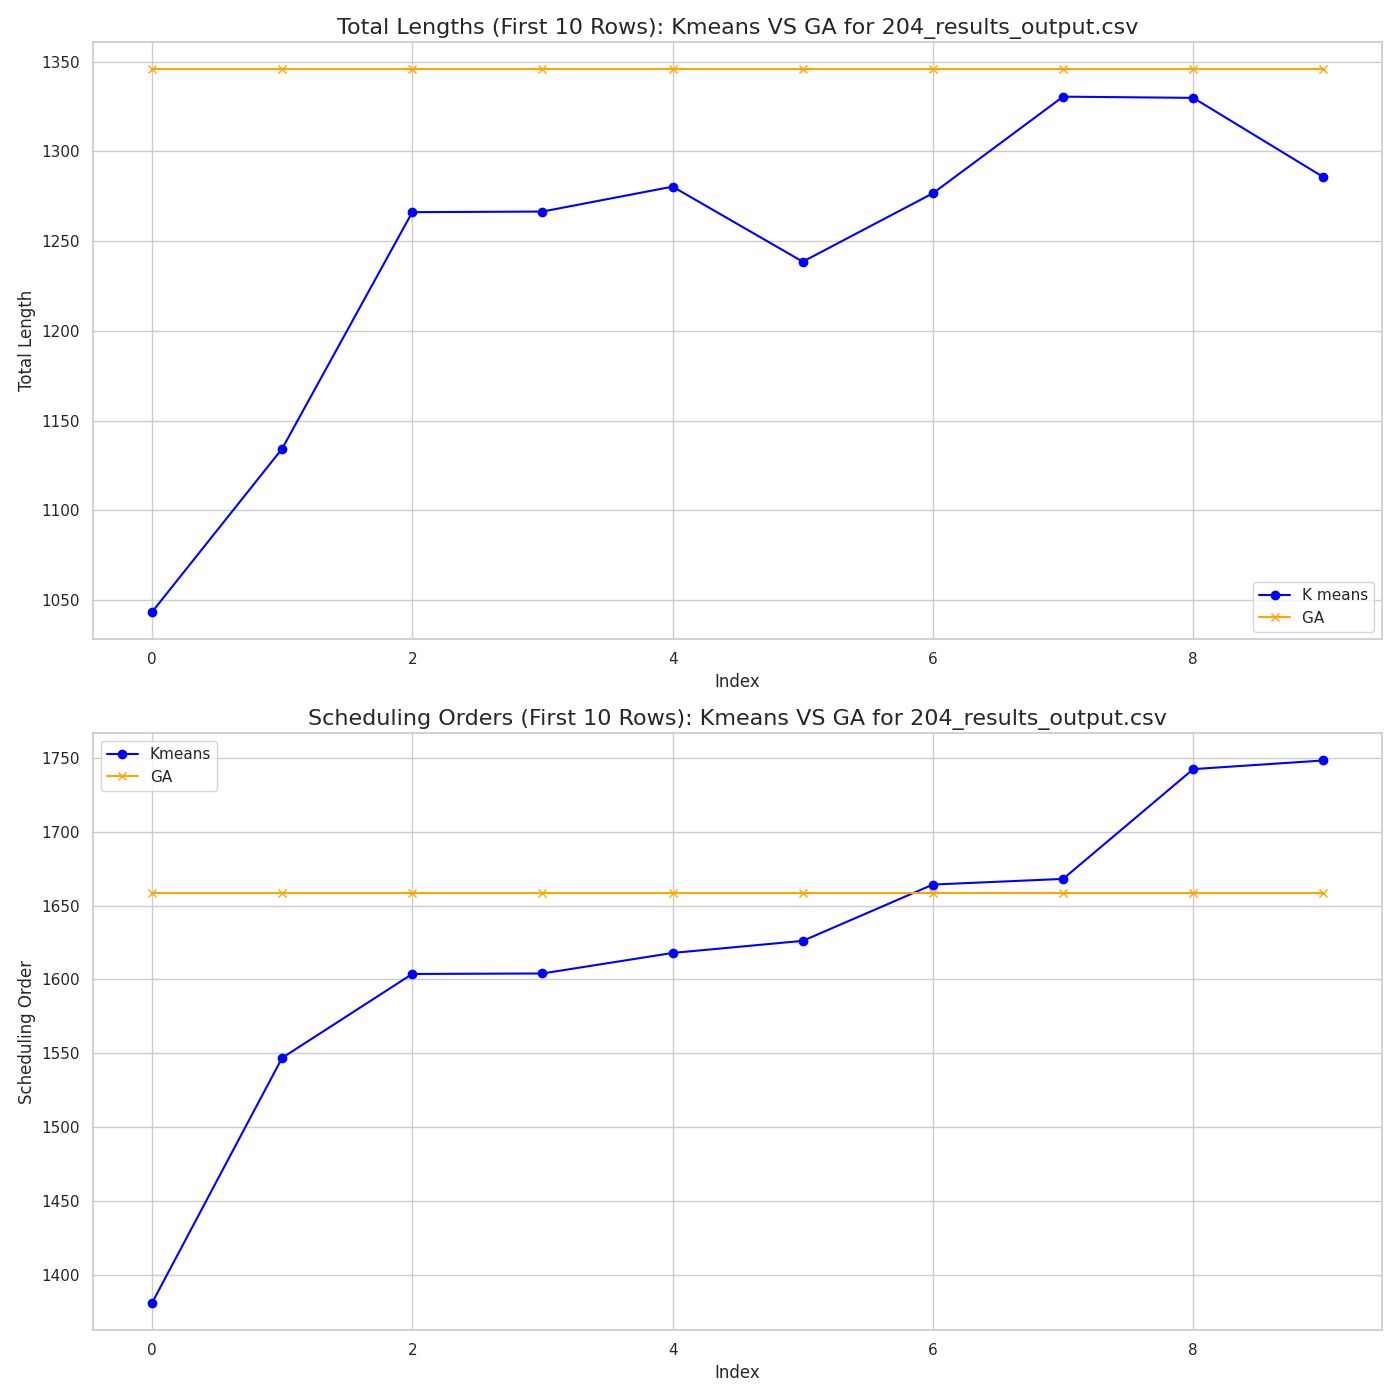 Total Lengths (First 10 Rows): Kmeans VS GA for 204_results_output.csv
1350
1300
1250
1200
1150
1100
1050
Total Length
K means
GA
0 2 4 6 8
Index
Scheduling Orders (First 10 Rows): Kmeans VS GA for 204_results_output.csv
Kmeans
GA
1750
1700
1650
1600
1550
1500
1450
1400
Scheduling Order
0 2 4 6 8
Index